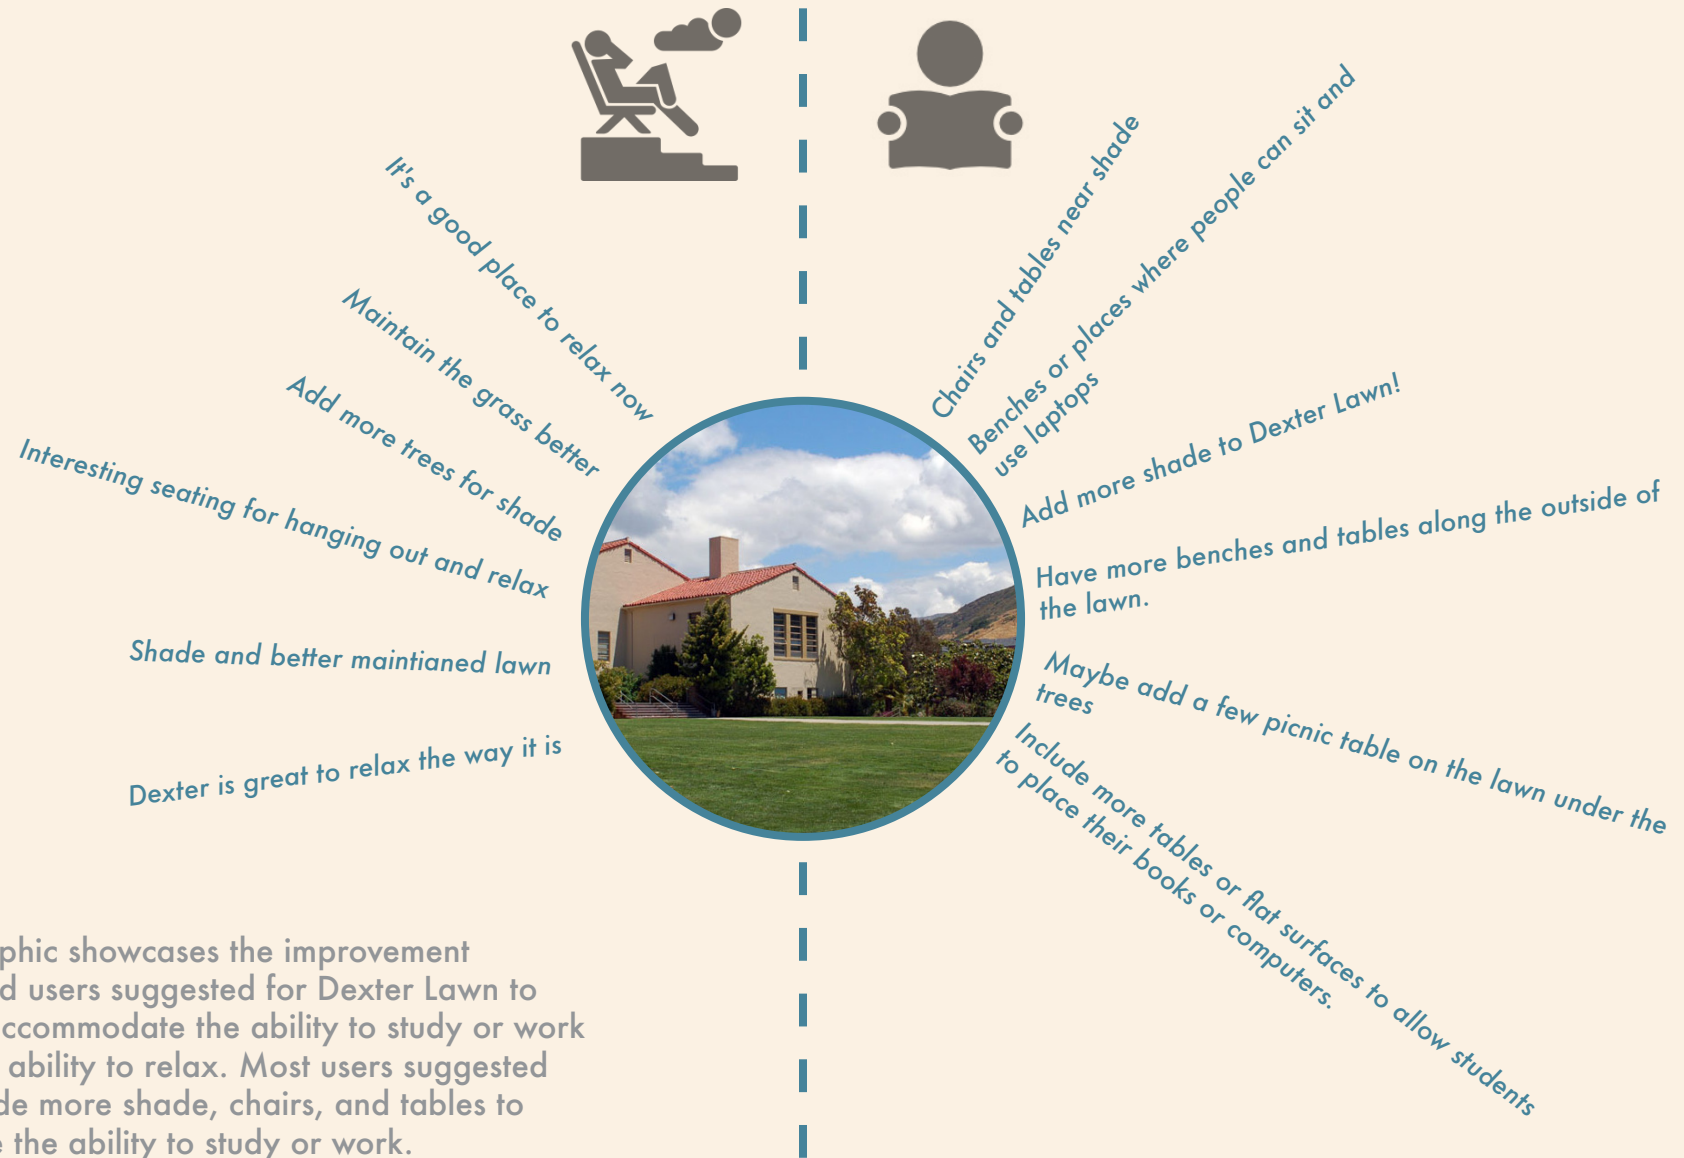 It's a good place to relax now
Maintain the grass better
Add more trees for shade
Interesting seating for hanging out and relax
Shade and better maintianed lawn
Dexter is great to relax the way it is
Chairs and tables near shade
Benches or places where people can sit and
use laptops
Add more shade to Dexter Lawn!
Have more benches and tables along the outside of
the lawn.
Maybe add a few picnic table on the lawn under the
trees
Include more tables or flat surfaces to allow students
to place their books or computers.
showcases the improvement
users suggested for Dexter Lawn to
the ability to study or work
ability to relax. Most users suggested
more shade, chairs, and tables to
the ability to study or work.